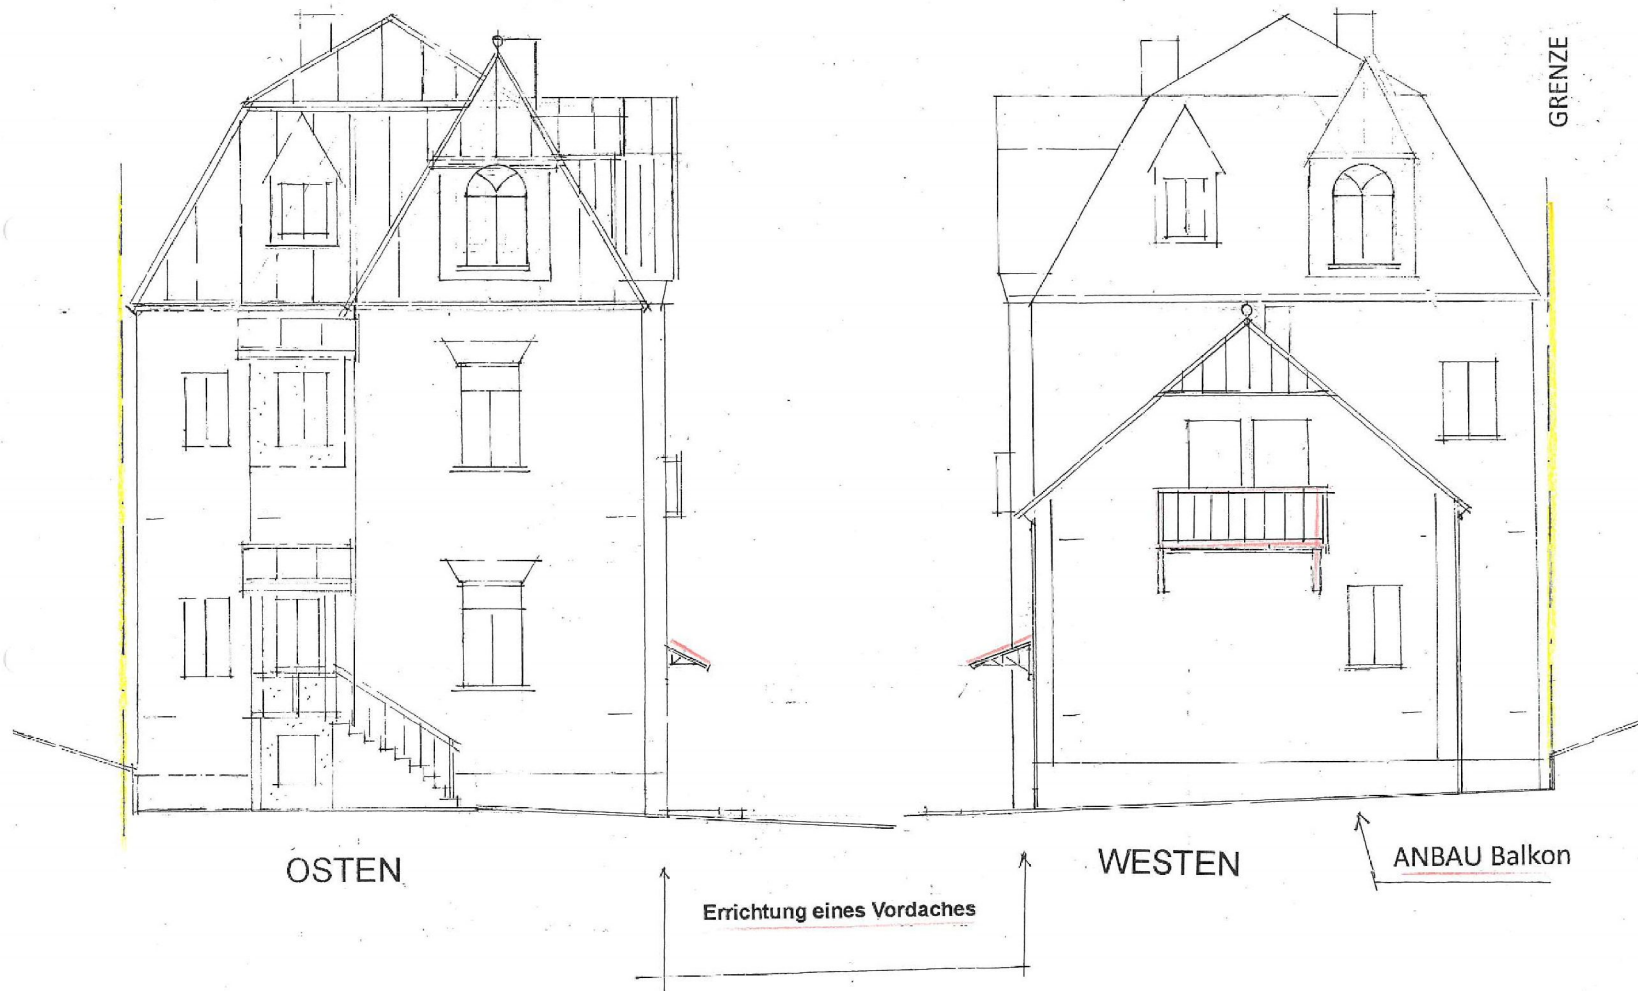 GRENZE
OSTEN
WESTEN
ANBAU Balkon
Errichtung eines Vordaches